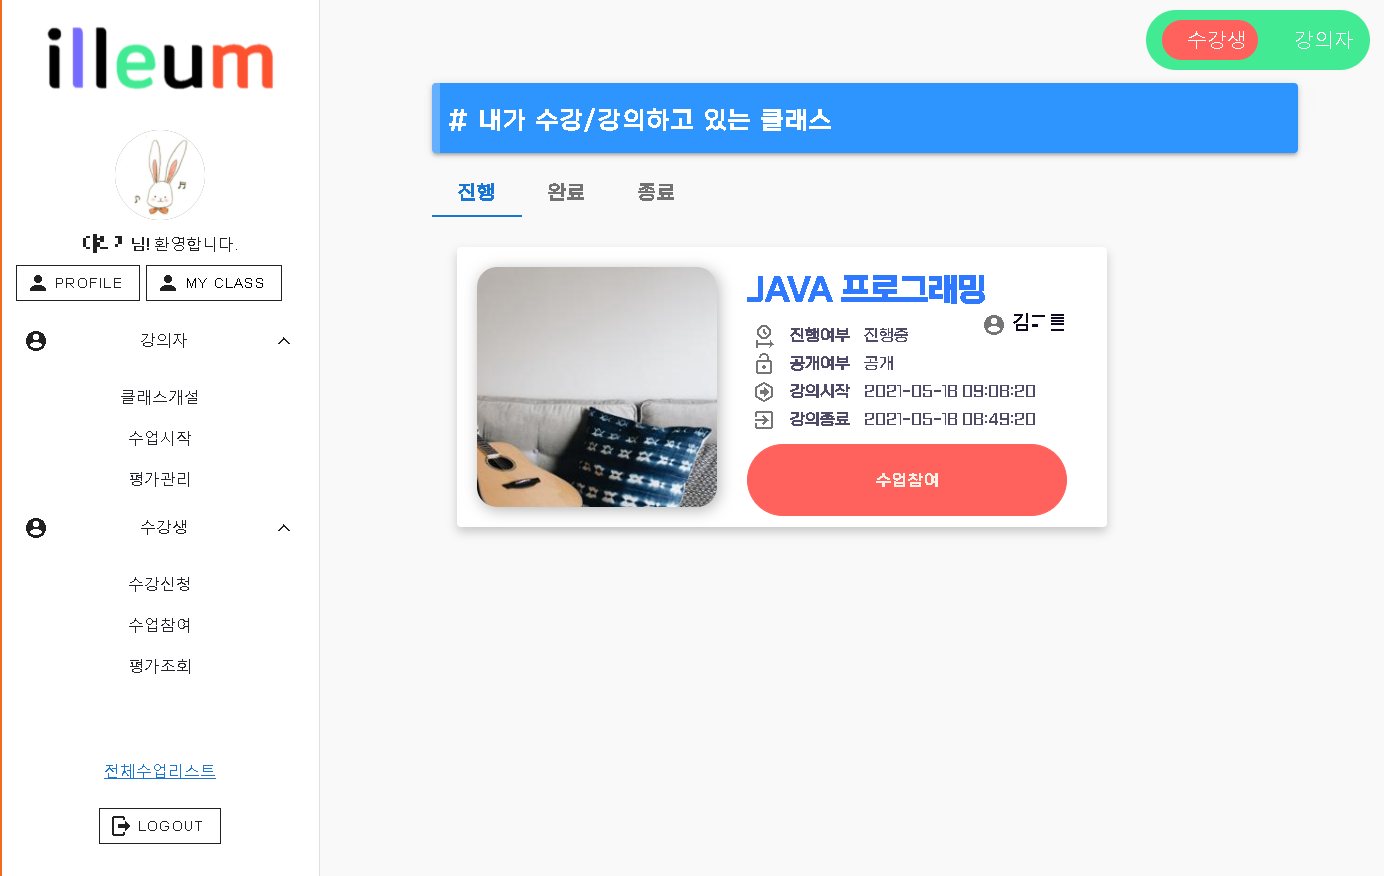 illeum
님! 환영합니다.
PROFILE
MY CLASS
강의자
클래스개설
수업시작
평가관리
수강생
수강신청
수업참여
평가조회
전체수업리스트
LOGOUT
수강생 강의자
# 내가 수강/강의하고 있는 클래스
진행 완료 종료
JAVA 프로그래밍
진행여부 진행중
공개여부 공개
강의시작 2021-05-18 09:08:20
강의종료 2021-05-18 08:49:20
수업참여